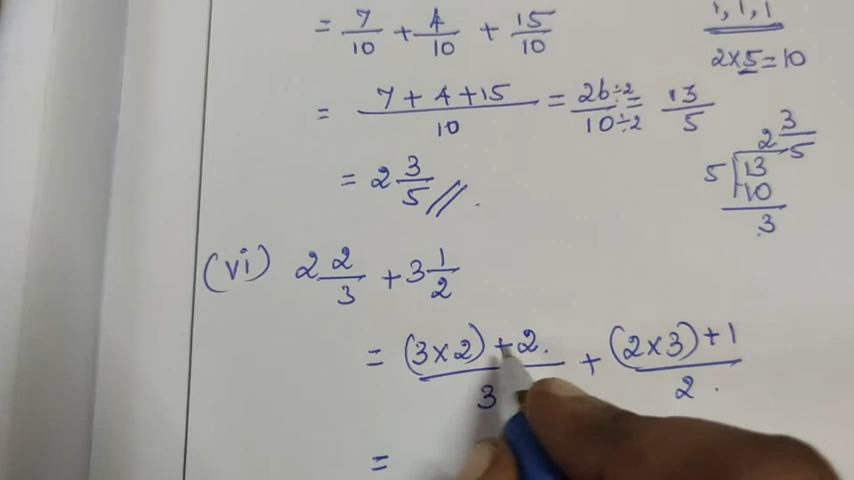 = 7/10 + 4/10 + 15/10
1, 1, 1
2×5=10
= 7+4+15/10 = 26÷2/10÷2 = 13/5
= 2 3/5 //.
2 3/5
5 13
10
3
(vi) 2 2/3 + 3 1/2
= (3×2)+2./3 + (2×3)+1/2.
=